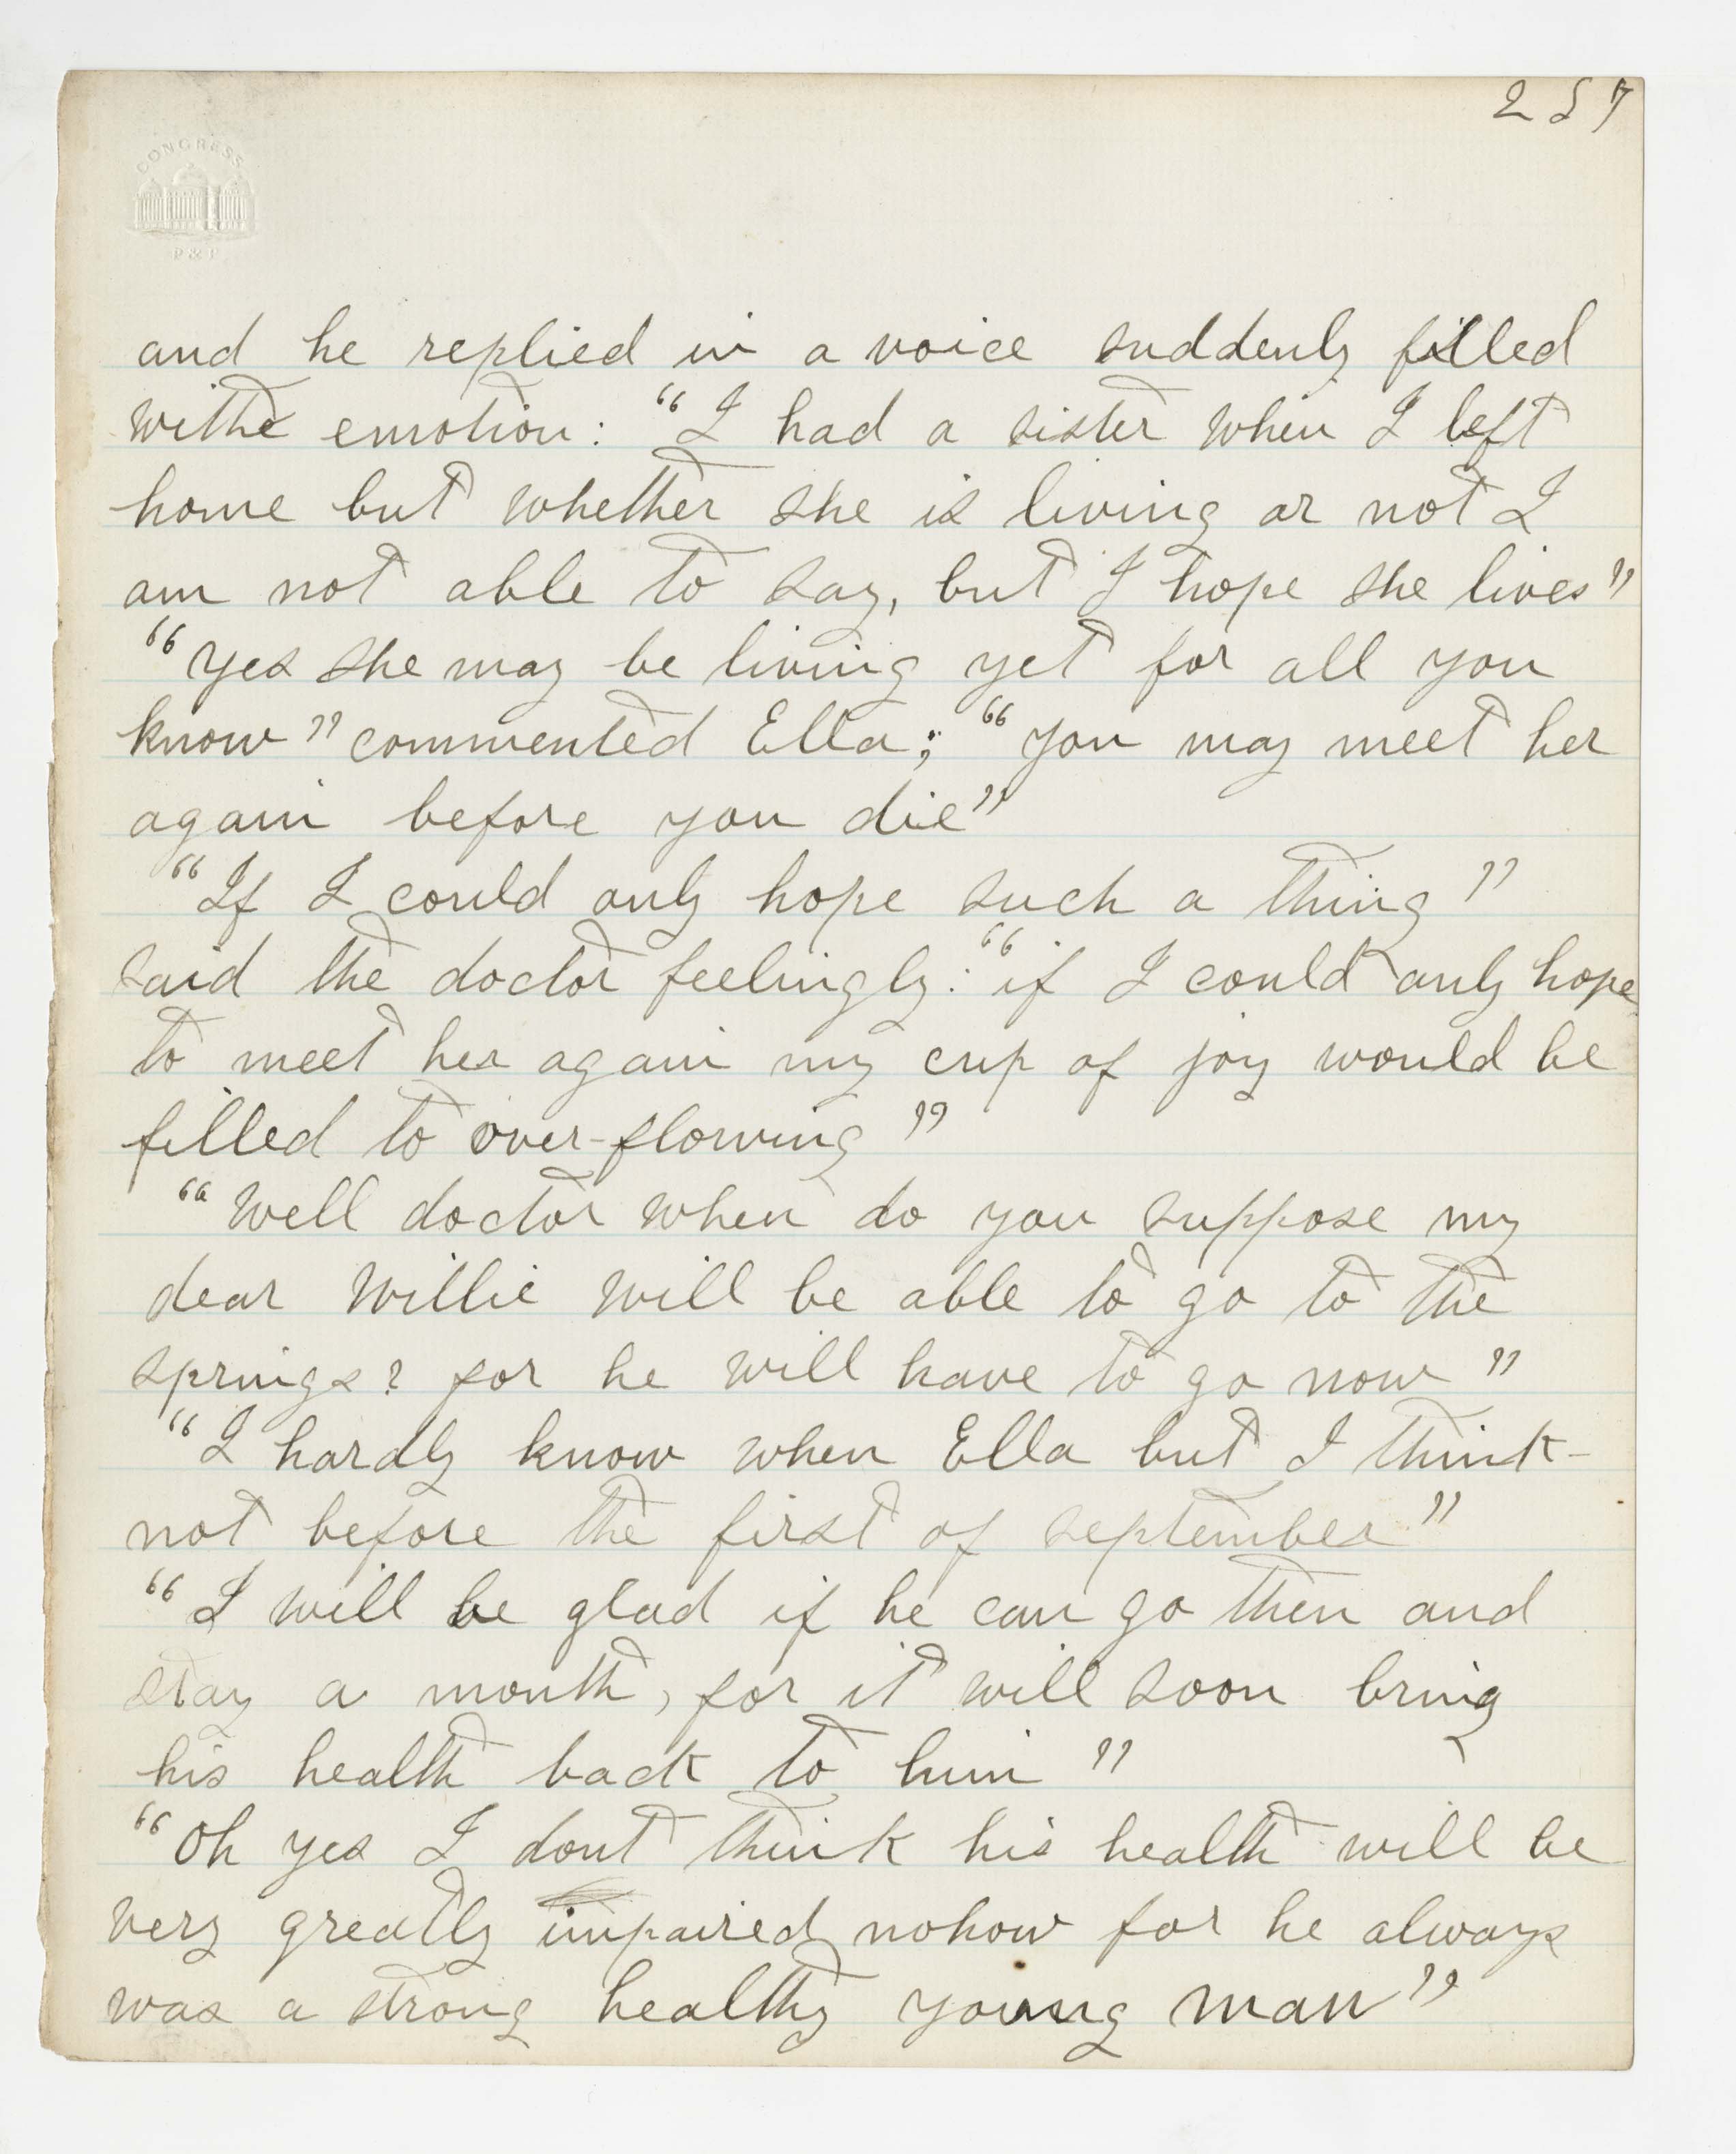 257
CONGRESS
P & P
and he replied in a voice suddenly filled
withe emotion: "I had a sister when I left
home but whether she is living or not I
am not able to say, but I hope she lives"
"Yes she may be living yet for all you
know" commented Ella; "you may meet her
again before you die"
"If I could only hope such a thing"
said the doctor feelingly: "if I could only hope
to meet her again my cup of joy would be
filled to over-flowing"
"Well doctor when do you suppose my
dear Willie will be able to go to the
springs? for he will have to go now"
"I hardly know when Ella but I think-
not before the first of september"
"I will be glad if he can go then and
stay a month, for it will soon bring
his health back to him"
"Oh yes I dont think his health will be
very greatly impaired nohow for he always
was a strong healthy young man"